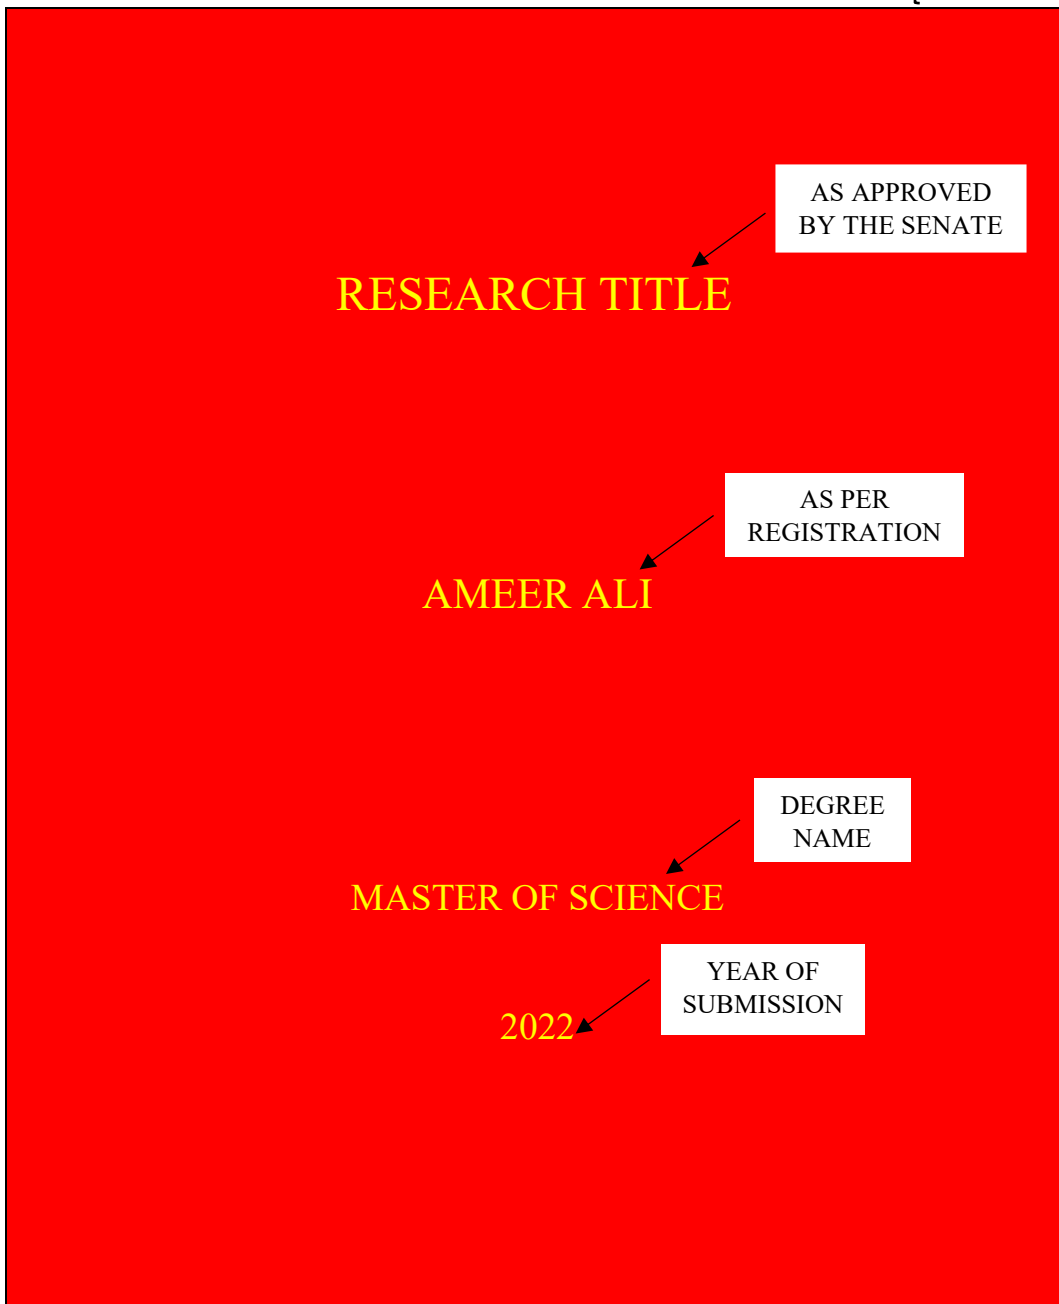 AS APPROVED
BY THE SENATE
RESEARCH TITLE
AS PER
REGISTRATION
AMEER ALI
DEGREE
NAME
MASTER OF SCIENCE
YEAR OF
SUBMISSION
2022